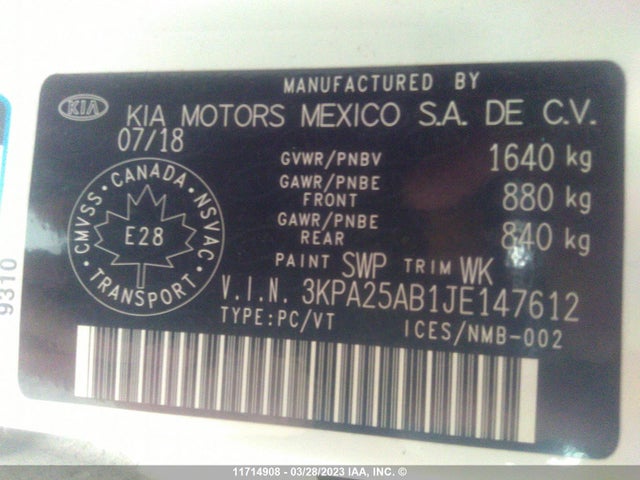 MANUFACTURED BY
KIA KIA MOTORS MEXICO S.A. DE C.V.
07/18
GVWR/PNBV 1640 kg
GAWR/PNBE FRONT 880 kg
GAWR/PNBE REAR 840 kg
PAINT SWP TRIM WK
V.I.N. 3KPA25AB1JE147612
TYPE:PC/VT ICES/NMB-002
CMVSS · CANADA · NSVAC
E28
TRANSPORT
9310
11714908 - 03/28/2023 IAA, INC. ©